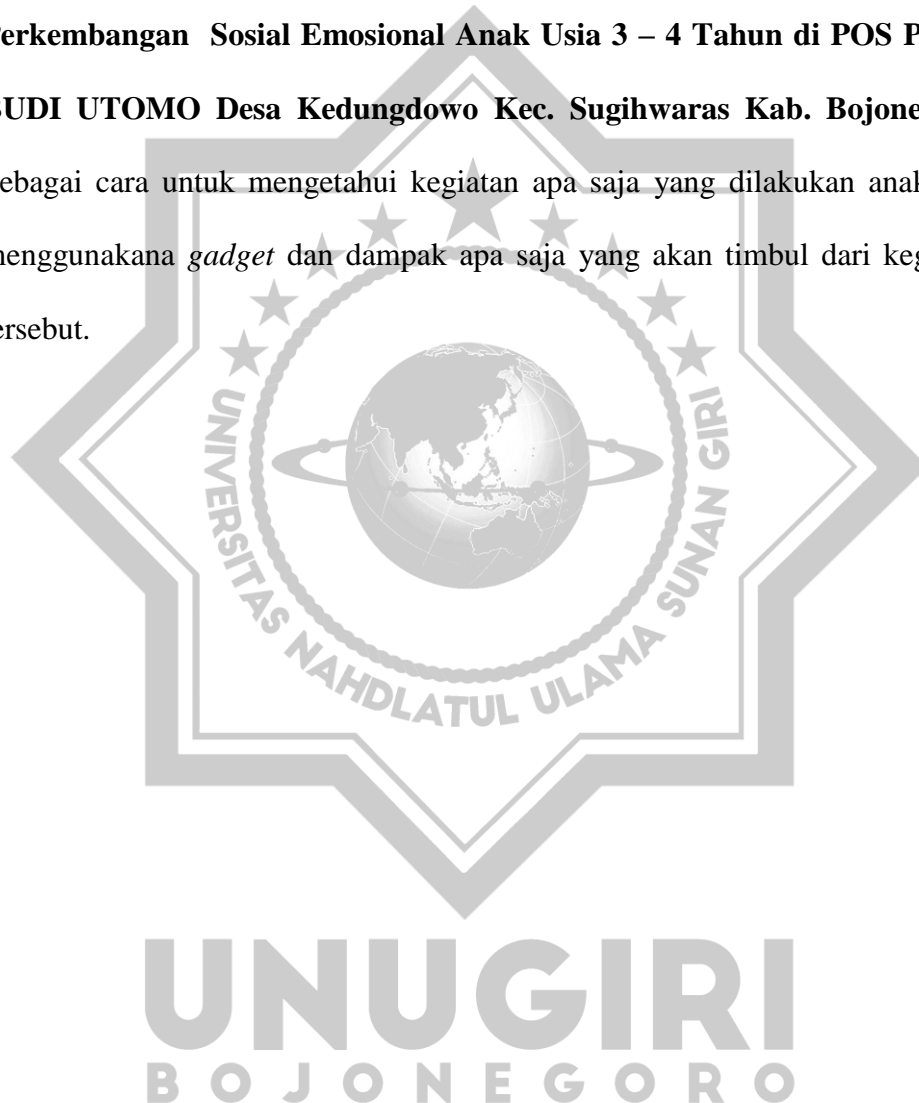 Perkembangan Sosial Emosional Anak Usia 3 – 4 Tahun di POS P
BUDI UTOMO Desa Kedungdowo Kec. Sugihwaras Kab. Bojone
ebagai cara untuk mengetahui kegiatan apa saja yang dilakukan anak
menggunakana gadget dan dampak apa saja yang akan timbul dari keg
ersebut.
UNIVERSITAS NAHDLATUL ULAMA SUNAN GIRI
UNUGIRI
BOJONEGORO